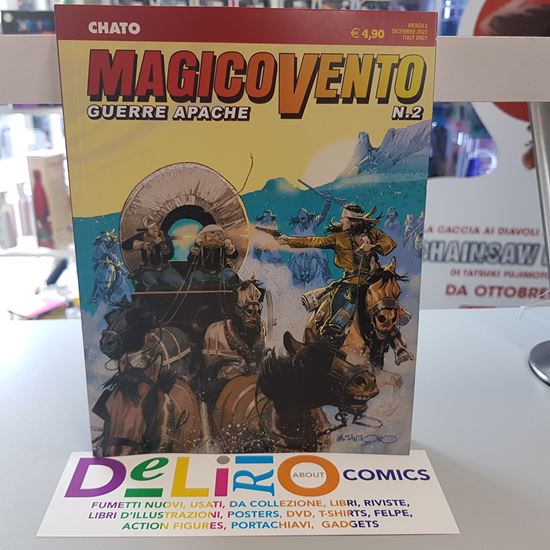 CHATO
€ 4,90
MENSILE
DICEMBRE 2023
ITALY ONLY
MAGICOVENTO
GUERRE APACHE
N.2
LA CACCIA AI DIAVOLI
CHAINSAW
DI TATSUKI FUJIMOTO
DA OTTOBRE
DELIRIO ABOUT COMICS
FUMETTI NUOVI, USATI, DA COLLEZIONE, LIBRI, RIVISTE,
LIBRI D'ILLUSTRAZIONI, POSTERS, DVD, T-SHIRTS, FELPE,
ACTION FIGURES, PORTACHIAVI, GADGETS